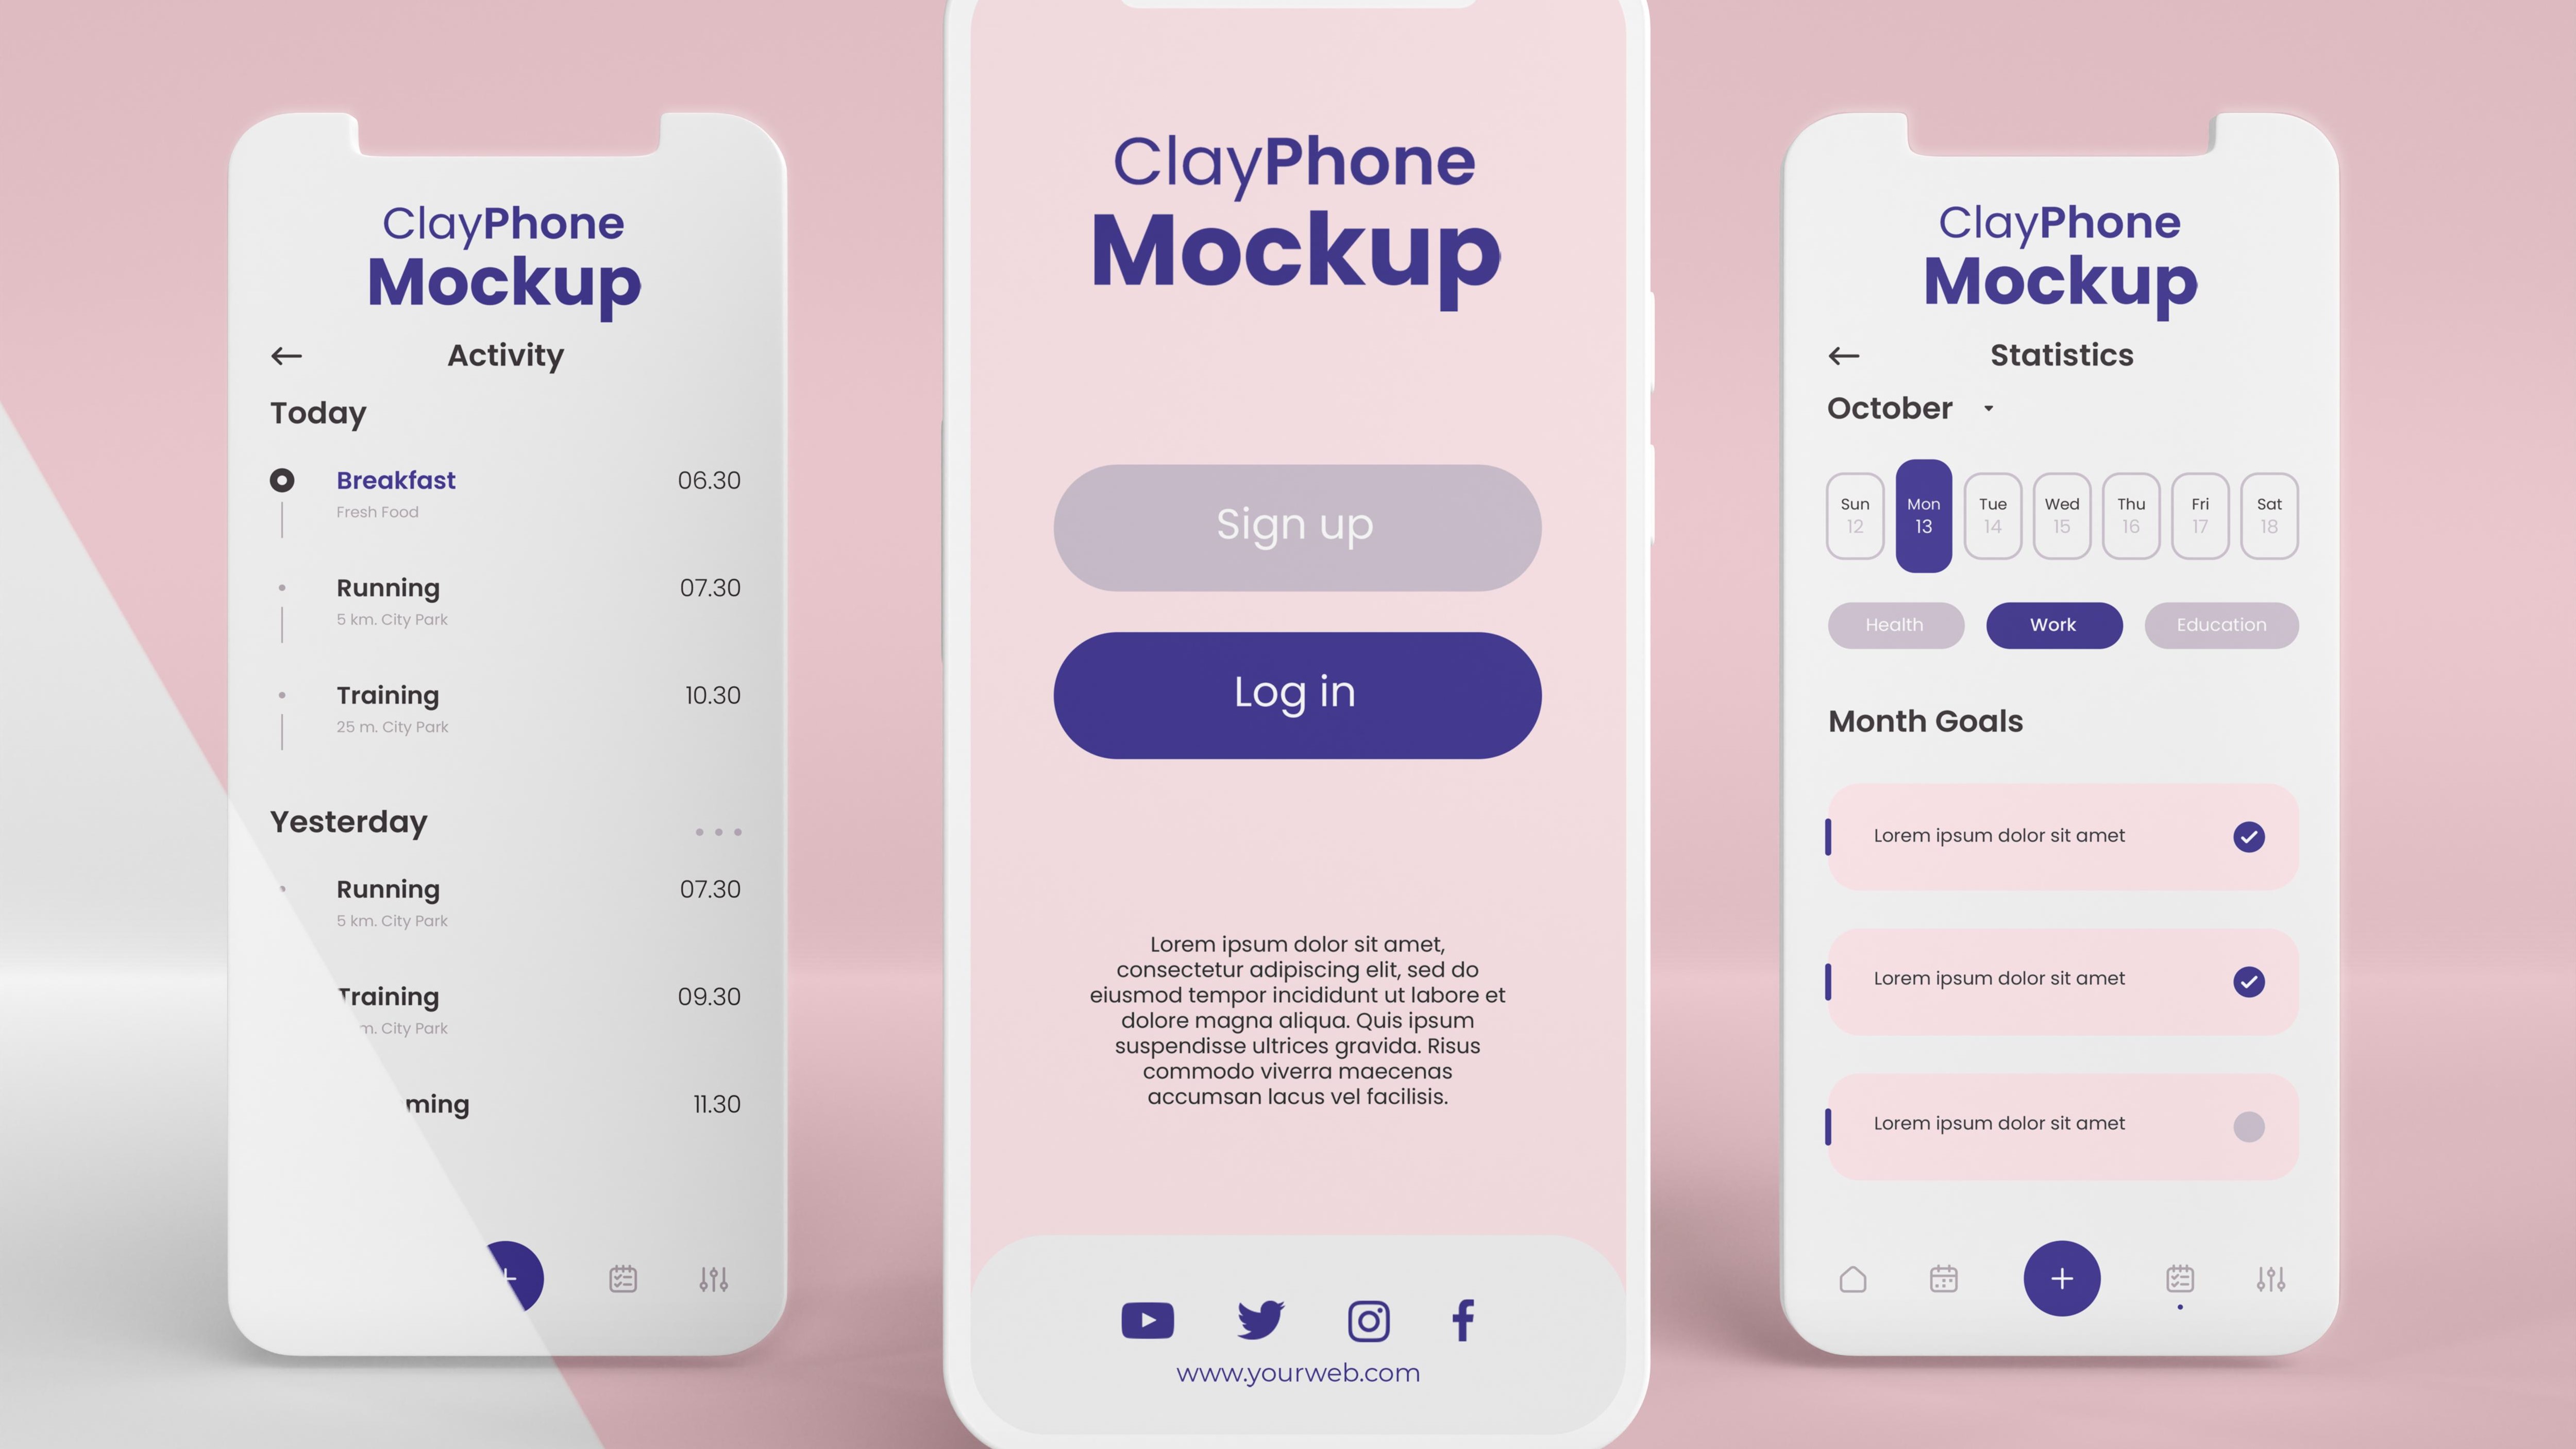 ClayPhone
Mockup
Activity
Today
Breakfast 06.30
Fresh Food
Running 07.30
5 km. City Park
Training 10.30
25 m. City Park
Yesterday
Running 07.30
5 km. City Park
Training 09.30
m. City Park
ming 11.30
ClayPhone
Mockup
Sign up
Log in
Lorem ipsum dolor sit amet,
consectetur adipiscing elit, sed do
eiusmod tempor incididunt ut labore et
dolore magna aliqua. Quis ipsum
suspendisse ultrices gravida. Risus
commodo viverra maecenas
accumsan lacus vel facilisis.
www.yourweb.com
ClayPhone
Mockup
Statistics
October
Sun Mon Tue Wed Thu Fri Sat
12 13 14 15 16 17 18
Health Work Education
Month Goals
Lorem ipsum dolor sit amet
Lorem ipsum dolor sit amet
Lorem ipsum dolor sit amet